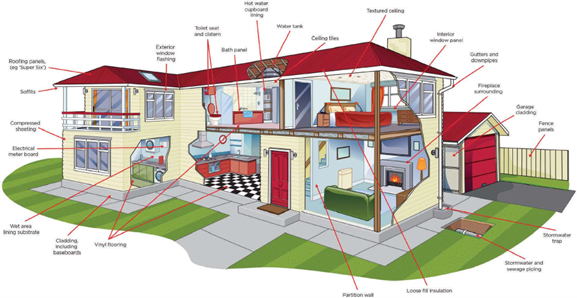 Hot water
cupboard
lining
Toilet seat
and cistern
Water tank
Textured ceiling
Exterior
window
flashing
Bath panel
Ceiling tiles
Interior
window panel
Roofing panels,
(eg 'Super Six')
Gutters and
downpipes
Soffits
Fireplace
surrounding
Compressed
sheeting
Garage
cladding
Fence
panels
Electrical
meter board
Wet area
lining substrate
Cladding,
including
baseboards
Vinyl flooring
Stormwater
trap
Stormwater and
sewage piping
Loose fill insulation
Partition wall